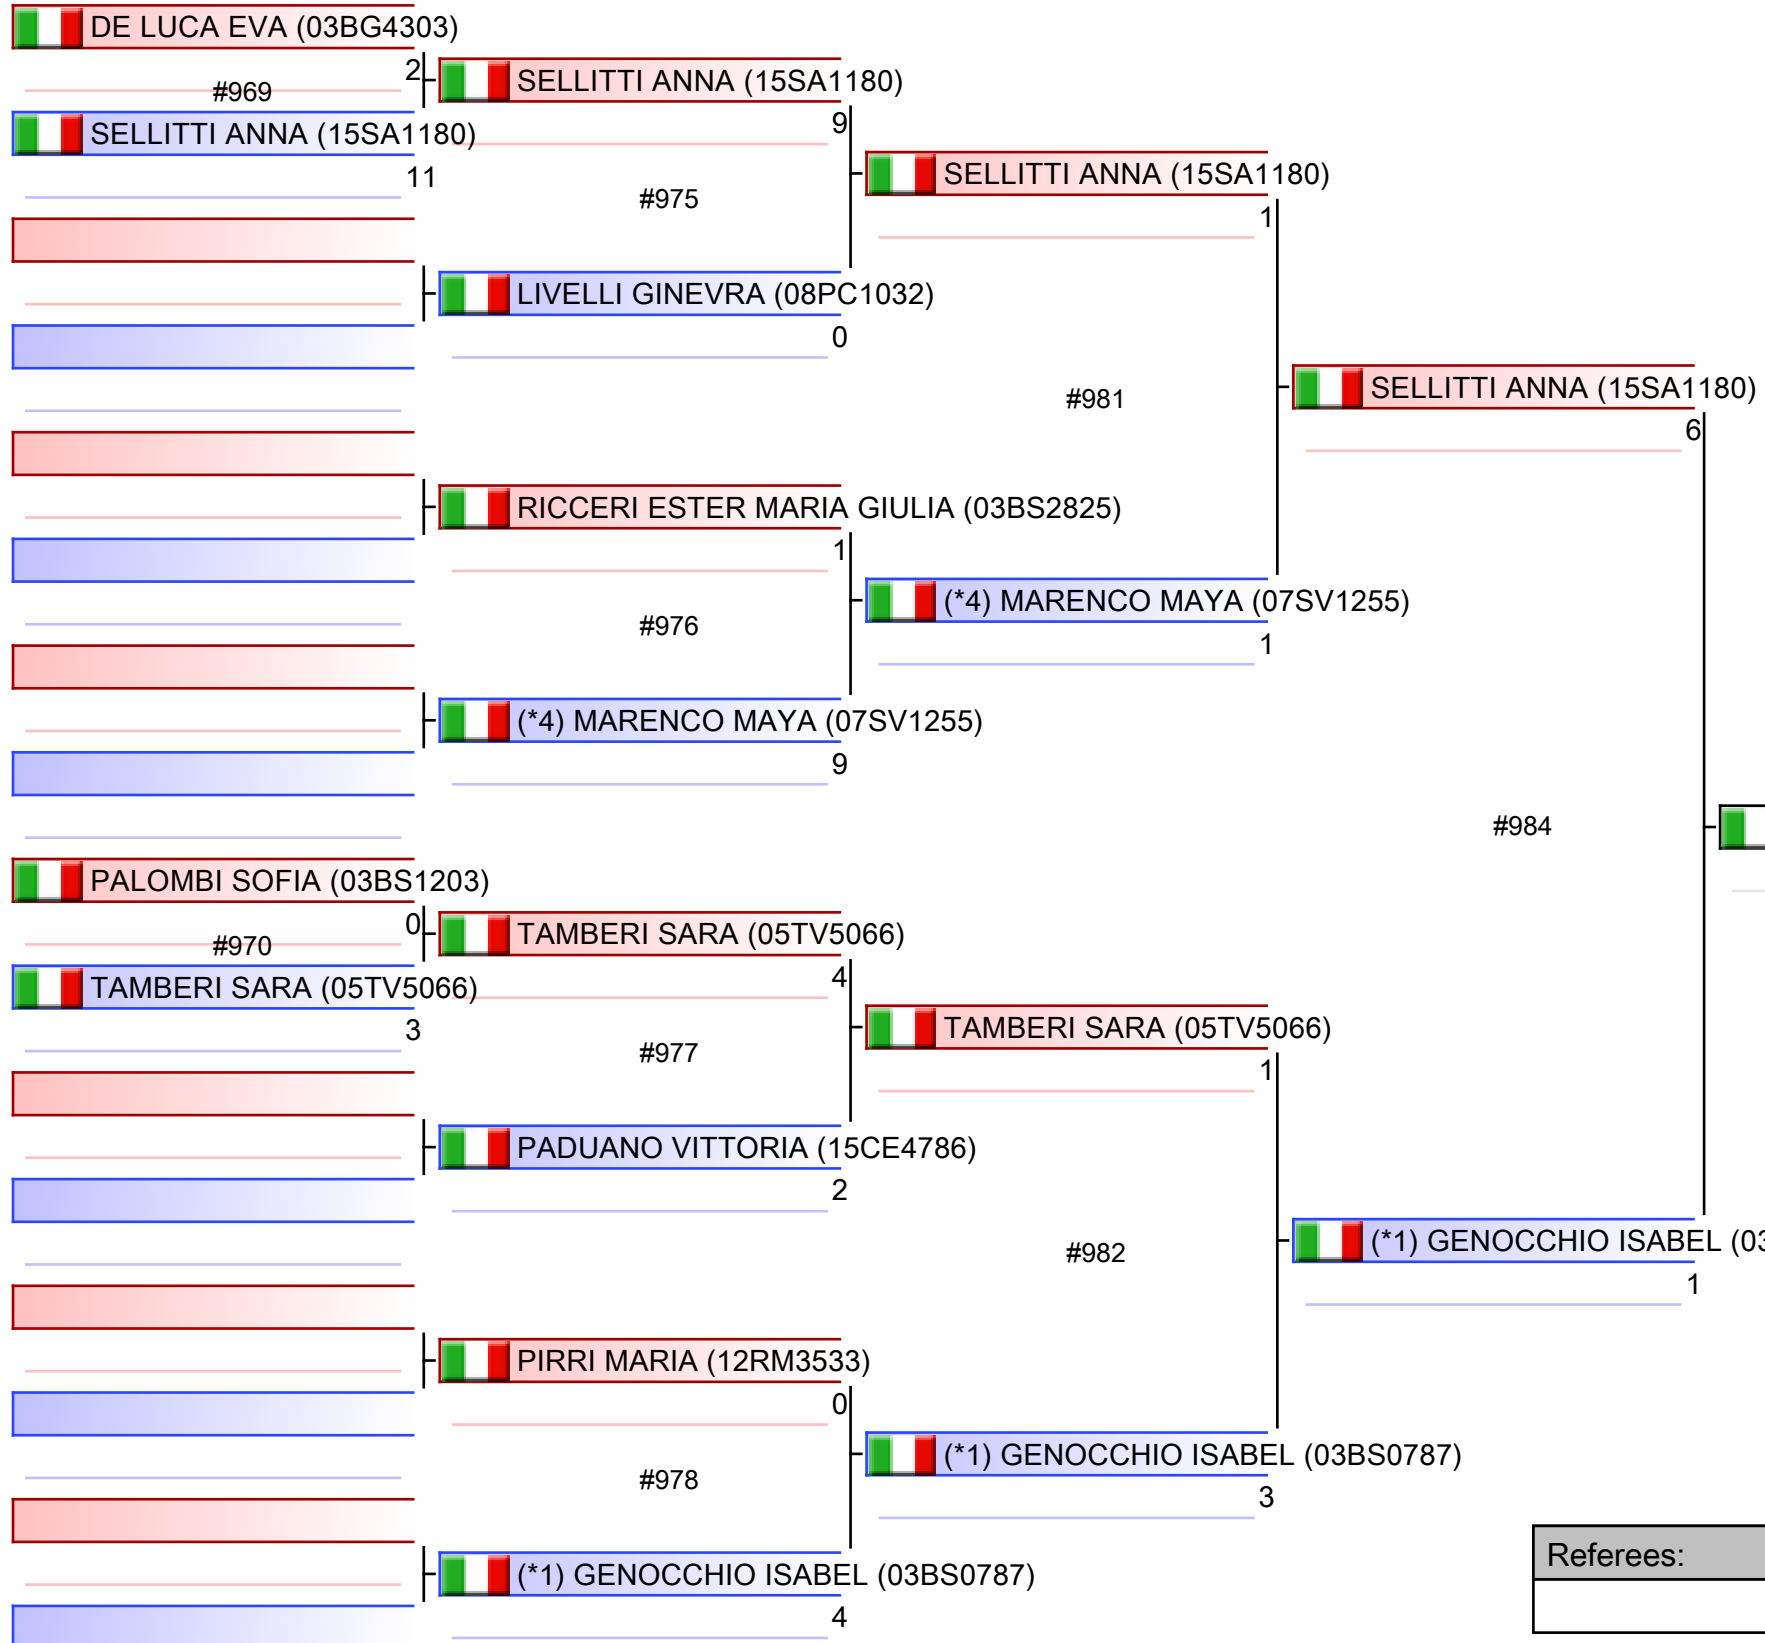 DE LUCA EVA (03BG4303)
2
#969
SELLITTI ANNA (15SA1180)
11
SELLITTI ANNA (15SA1180)
9
#975
LIVELLI GINEVRA (08PC1032)
0
SELLITTI ANNA (15SA1180)
1
#981
SELLITTI ANNA (15SA1180)
6
RICCERI ESTER MARIA GIULIA (03BS2825)
1
#976
(*4) MARENCO MAYA (07SV1255)
1
(*4) MARENCO MAYA (07SV1255)
9
#984
PALOMBI SOFIA (03BS1203)
0
#970
TAMBERI SARA (05TV5066)
3
TAMBERI SARA (05TV5066)
4
#977
PADUANO VITTORIA (15CE4786)
2
TAMBERI SARA (05TV5066)
1
#982
(*1) GENOCCHIO ISABEL (03
1
PIRRI MARIA (12RM3533)
0
#978
(*1) GENOCCHIO ISABEL (03BS0787)
3
(*1) GENOCCHIO ISABEL (03BS0787)
4
Referees: